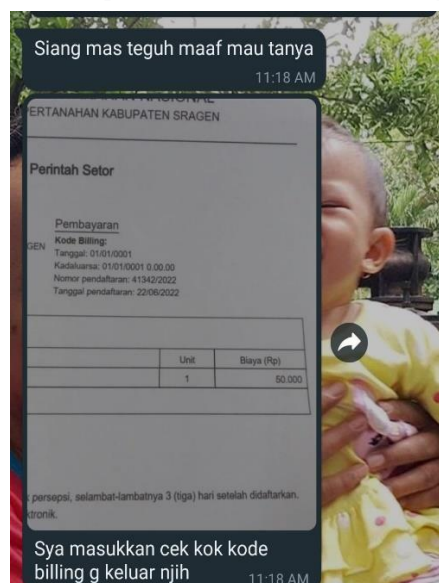 Siang mas teguh maaf mau tanya
11:18 AM
PERTANAHAN KABUPATEN SRAGEN
Perintah Setor
Pembayaran
GEN Kode Billing:
Tanggal: 01/01/0001
Kadaluarsa: 01/01/0001 0.00.00
Nomor pendaftaran: 41342/2022
Tanggal pendaftaran: 22/06/2022
Unit Biaya (Rp)
1 50.000
persepsi, selambat-lambatnya 3 (tiga) hari setelah didaftarkan.
ktronik.
Sya masukkan cek kok kode
billing g keluar njih
11:18 AM